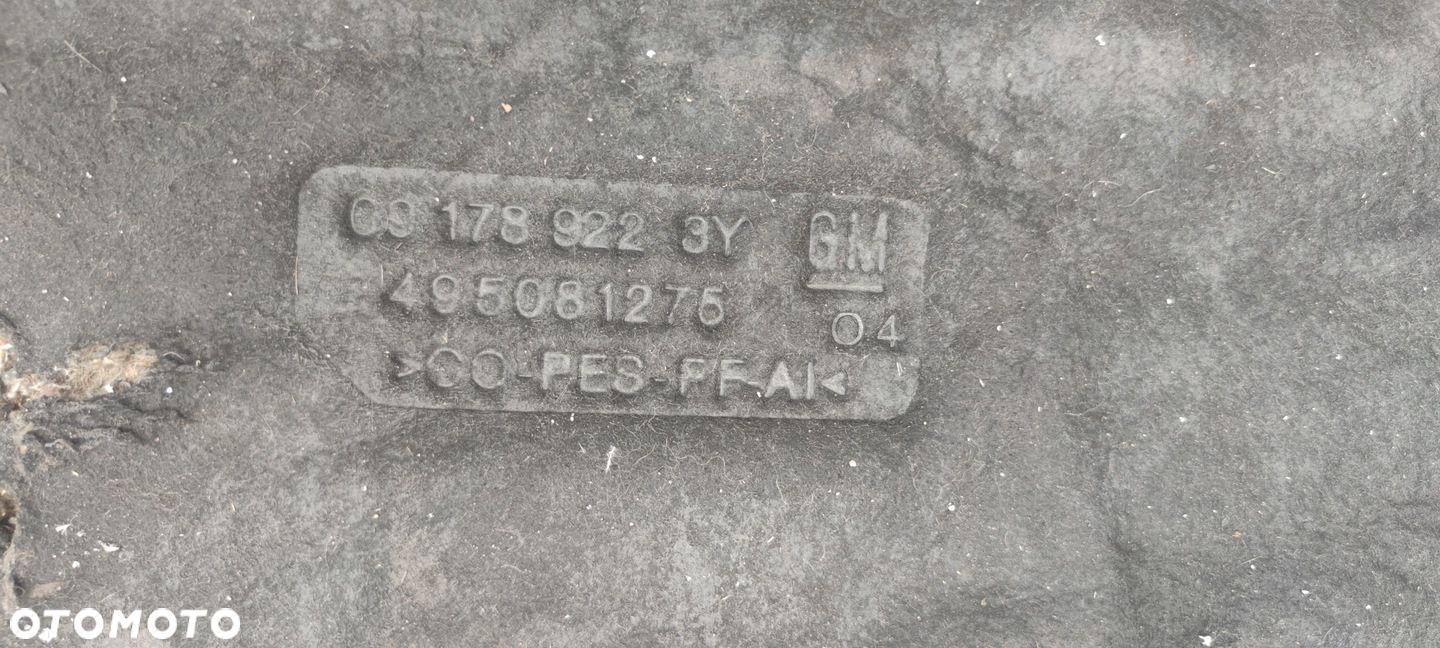 09 178 922 3Y GM
495081275
04
>CO-PES-PF-AI<
OTOMOTO